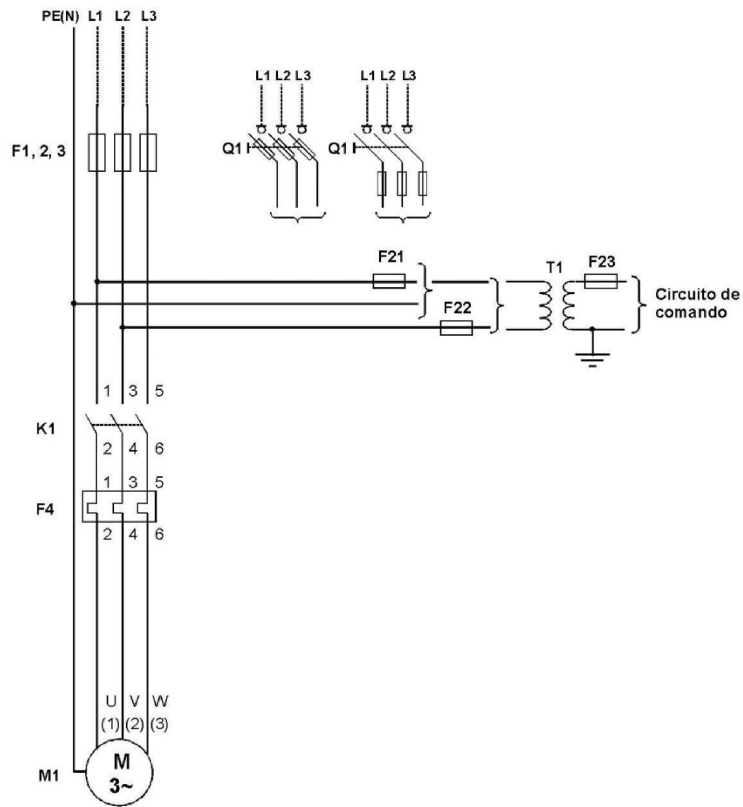 PE(N) L1 L2 L3
L1 L2 L3
L1 L2 L3
F1, 2, 3
Q1
Q1
F21
T1
F23
F22
Circuito de
comando
1 3 5
K1
2 4 6
1 3 5
F4
2 4 6
U V W
(1) (2) (3)
M1
M
3~